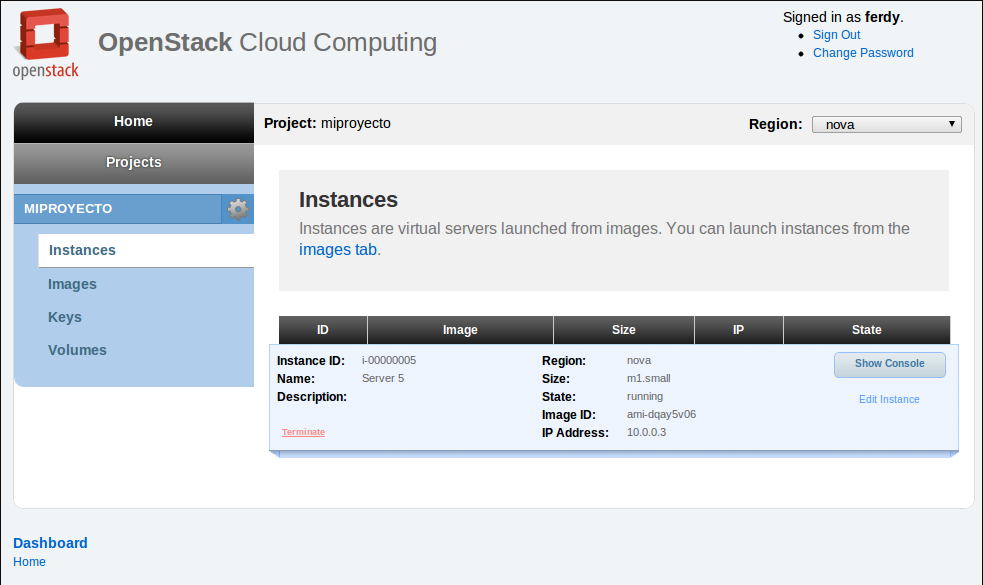 Signed in as ferdy.
Sign Out
Change Password
openstack
OpenStack Cloud Computing
Home
Projects
MIPROYECTO
Instances
Images
Keys
Volumes
Project: miproyecto
Region: nova
Instances
Instances are virtual servers launched from images. You can launch instances from the
images tab.
ID Image Size IP State
Instance ID: i-00000005
Name: Server 5
Description:
Terminate
Region: nova
Size: m1.small
State: running
Image ID: ami-dqay5v06
IP Address: 10.0.0.3
Show Console
Edit Instance
Dashboard
Home